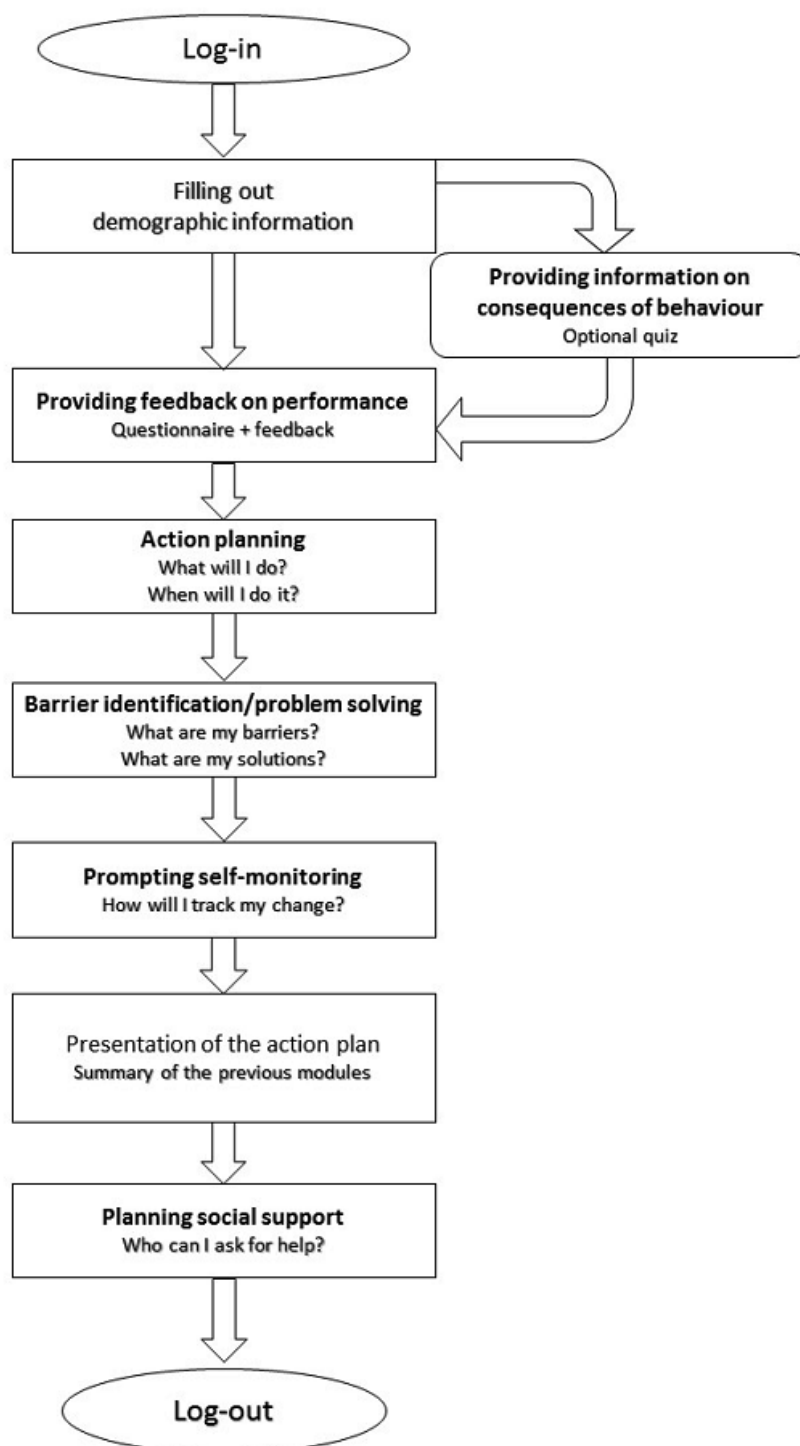 Log-in
Filling out
demographic information
Providing information on
consequences of behaviour
Optional quiz
Providing feedback on performance
Questionnaire + feedback
Action planning
What will I do?
When will I do it?
Barrier identification/problem solving
What are my barriers?
What are my solutions?
Prompting self-monitoring
How will I track my change?
Presentation of the action plan
Summary of the previous modules
Planning social support
Who can I ask for help?
Log-out